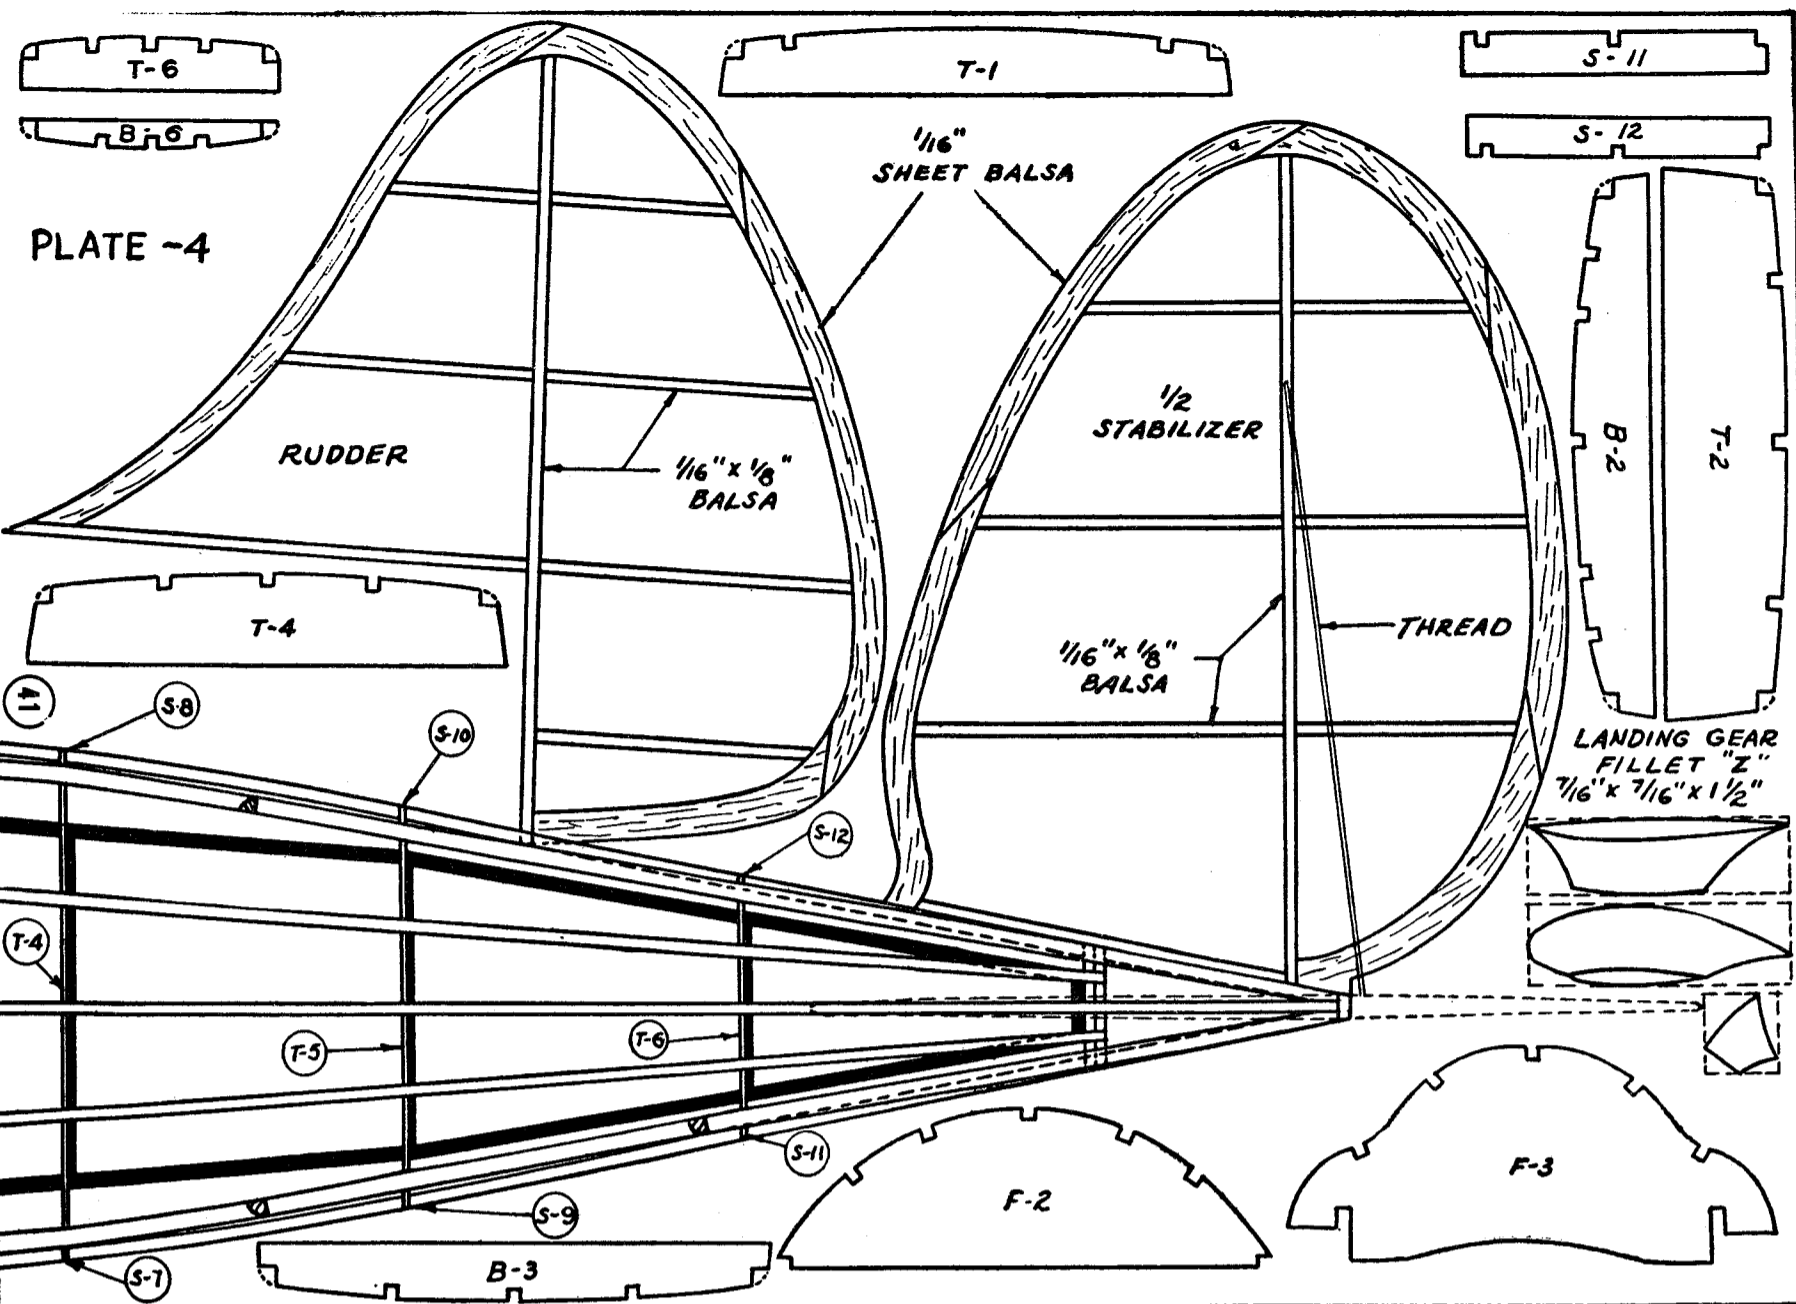 T-6
T-1
S-11
B-6
1/16"
SHEET BALSA
S-12
PLATE ~4
1/2
STABILIZER
B-2
T-2
RUDDER
1/16" x 1/8"
BALSA
T-4
THREAD
1/16" x 1/8"
BALSA
41
S-8
S-10
LANDING GEAR
FILLET "Z"
7/16" x 7/16" x 1 1/2"
S-12
T-4
T-5
T-6
S-11
F-2
F-3
S-9
S-7
B-3